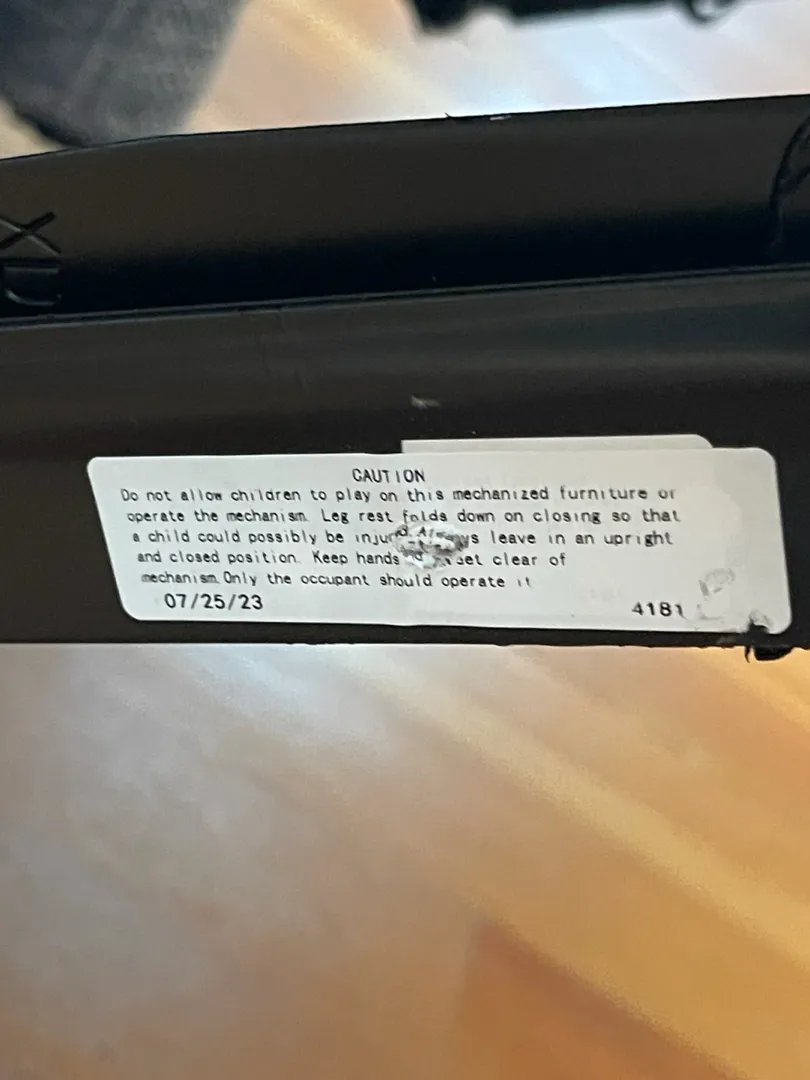 CAUTION
Do not allow children to play on this mechanized furniture or
operate the mechanism. Leg rest folds down on closing so that
a child could possibly be injured. Always leave in an upright
and closed position. Keep hands clear of
mechanism. Only the occupant should operate it
07/25/23 4181